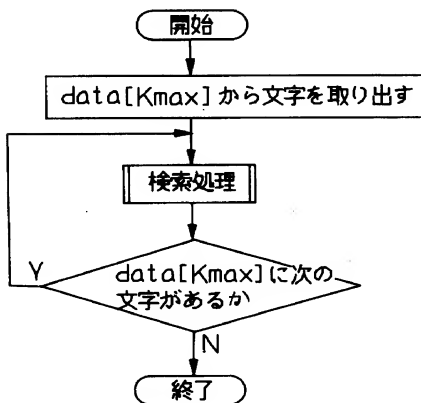 開始
data[Kmax]から文字を取り出す
検索処理
data[Kmax]に次の
文字があるか
Y
N
終了